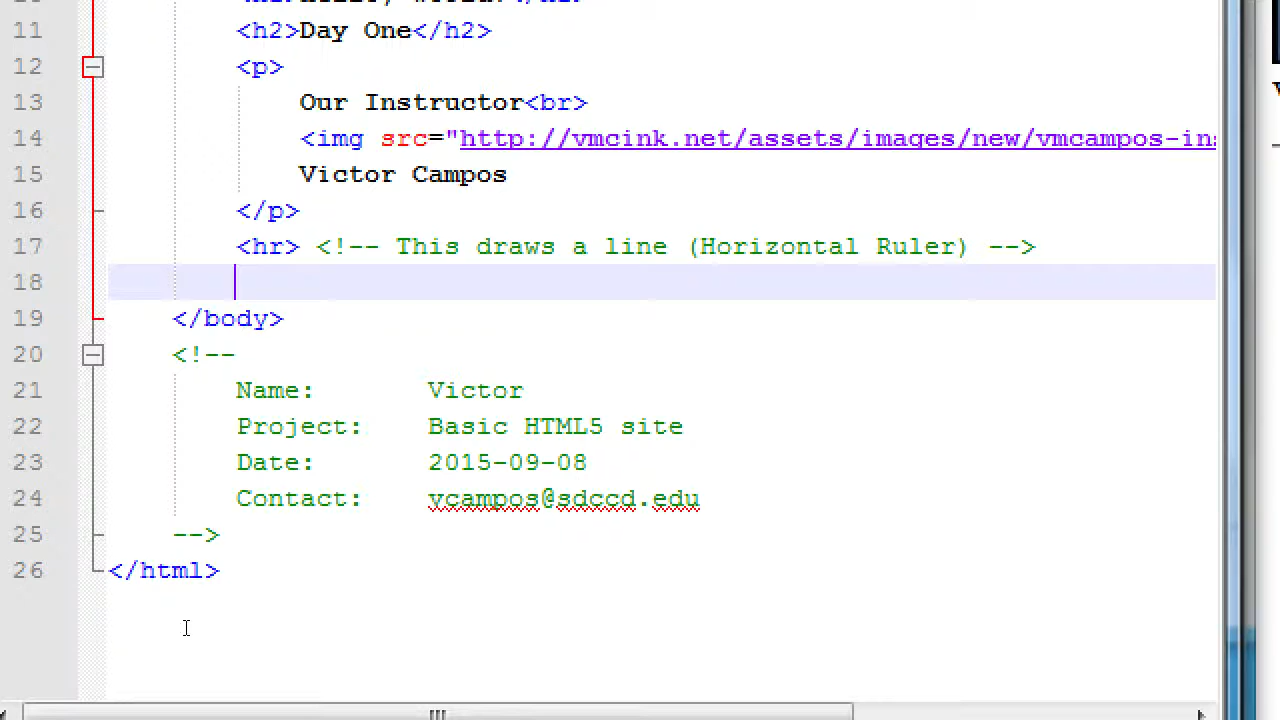 11 <h2>Day One</h2>
12 <p>
13 Our Instructor<br>
14 <img src="http://vmcink.net/assets/images/new/vmcampos-in
15 Victor Campos
16 </p>
17 <hr> <!-- This draws a line (Horizontal Ruler) -->
18
19 </body>
20 <!--
21 Name: Victor
22 Project: Basic HTML5 site
23 Date: 2015-09-08
24 Contact: vcampos@sdccd.edu
25 -->
26 </html>